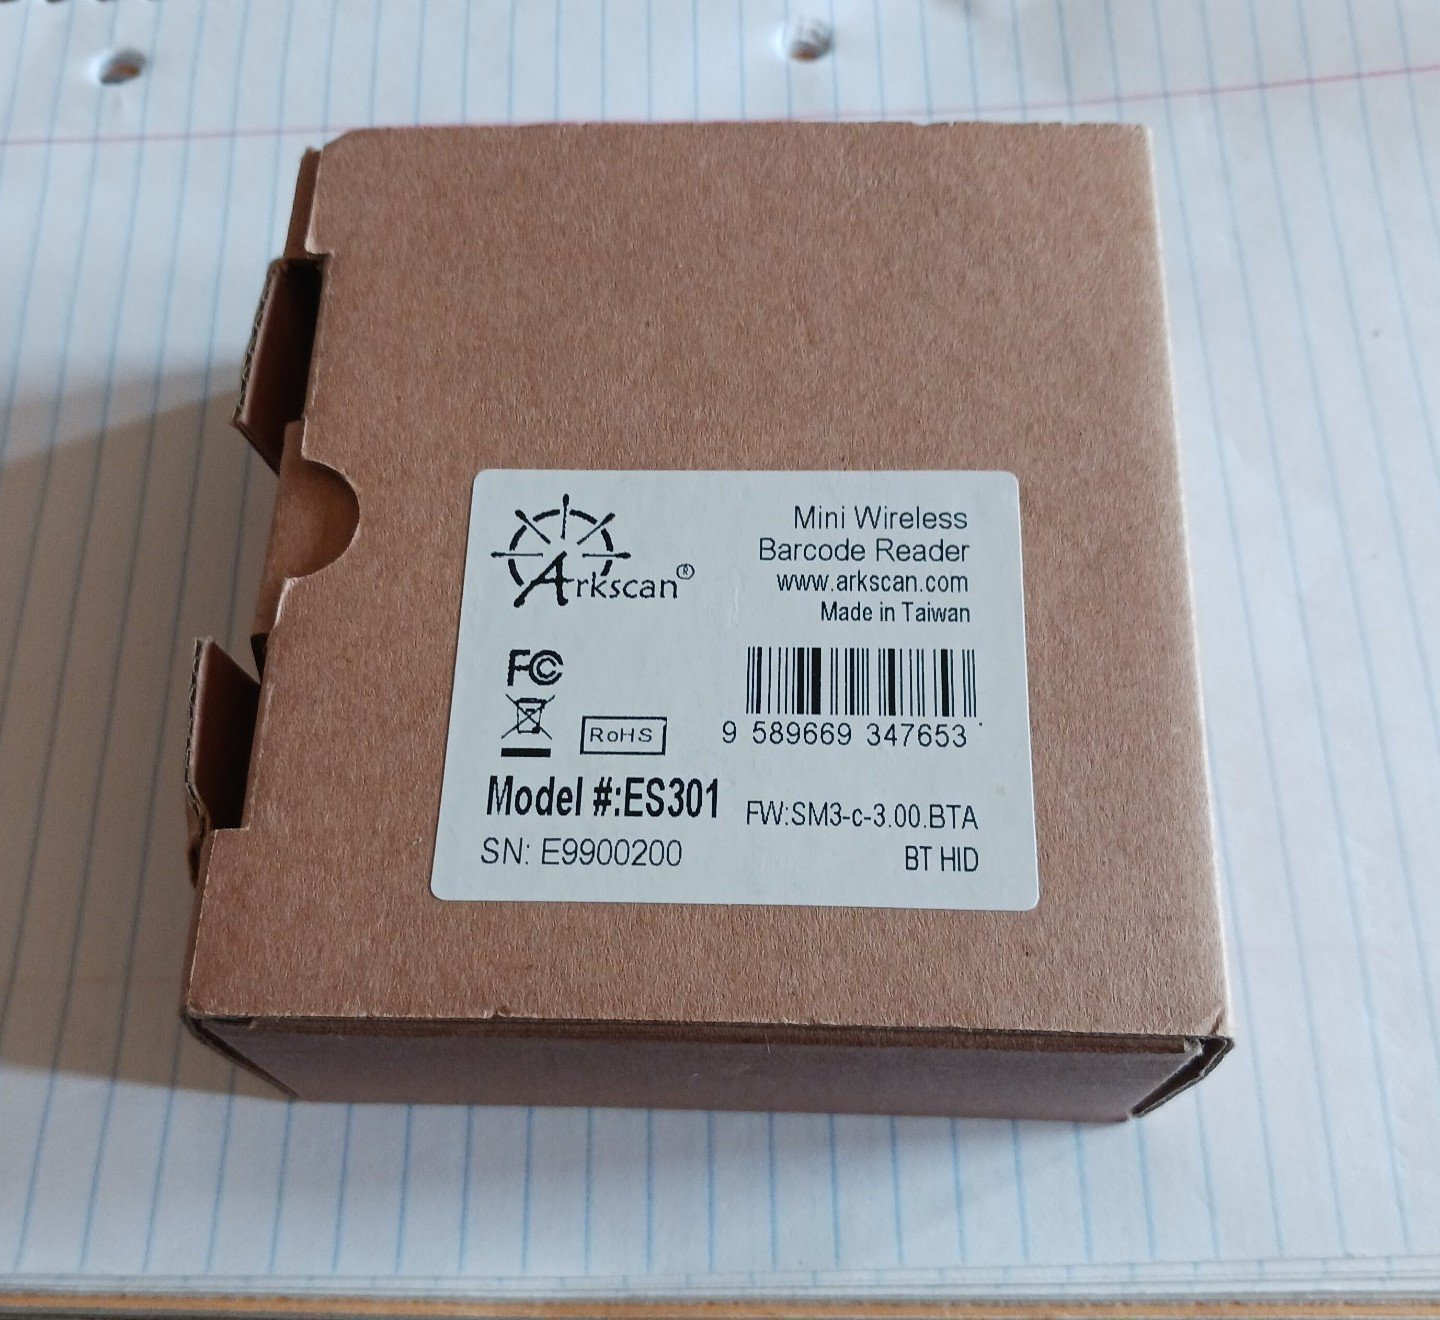 Arkscan®
Mini Wireless
Barcode Reader
www.arkscan.com
Made in Taiwan
FC
RoHS
9 589669 347653
Model #:ES301
FW:SM3-c-3.00.BTA
SN: E9900200
BT HID